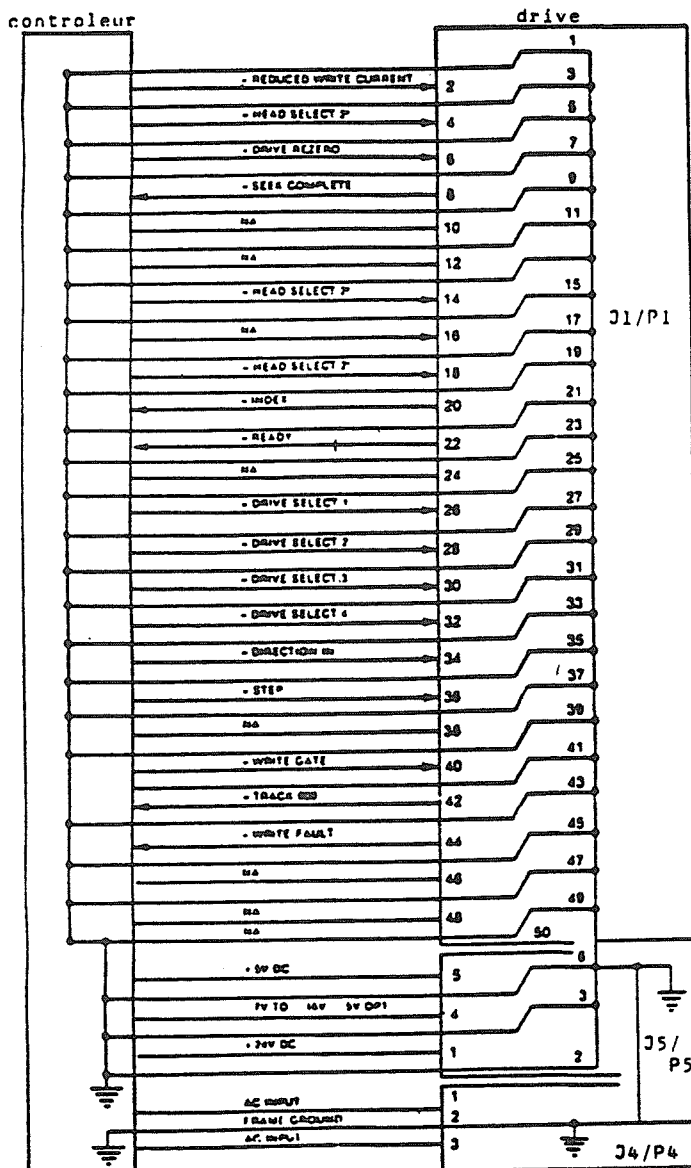 controleur
drive
1
- REDUCED WRITE CURRENT 2 3
- HEAD SELECT 4 5
- DRIVE REZERO 6 7
- SEEK COMPLETE 8 9
NA 10 11
NA 12
- HEAD SELECT 14 15
J1/P1
NA 16 17
- HEAD SELECT 18 19
- INDEX 20 21
- READY 22 23
NA 24 25
- DRIVE SELECT 1 26 27
- DRIVE SELECT 2 28 29
- DRIVE SELECT 3 30 31
- DRIVE SELECT 4 32 33
- DIRECTION IN 34 35
- STEP 36 37
NA 38 39
- WRITE GATE 40 41
- TRACK 42 43
- WRITE FAULT 44 45
NA 46 47
NA 48 49
NA 50
+ 5V DC 5 6
TO 5V OPT 4 3
+ 24V DC 1 2
J5/
P5
AC INPUT 1
FRAME GROUND 2
AC INPUT 3
J4/P4